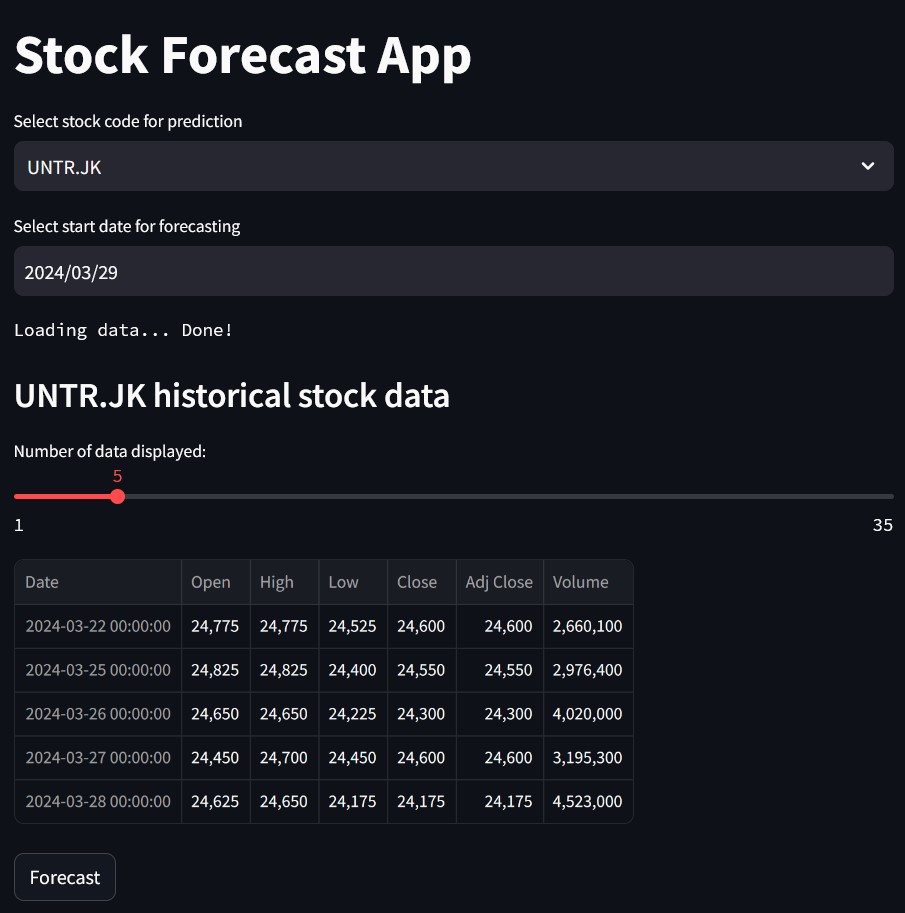 Stock Forecast App
Select stock code for prediction
UNTR.JK
Select start date for forecasting
2024/03/29
Loading data... Done!
UNTR.JK historical stock data
Number of data displayed:
5
1 35
Date Open High Low Close Adj Close Volume
2024-03-22 00:00:00 24,775 24,775 24,525 24,600 24,600 2,660,100
2024-03-25 00:00:00 24,825 24,825 24,400 24,550 24,550 2,976,400
2024-03-26 00:00:00 24,650 24,650 24,225 24,300 24,300 4,020,000
2024-03-27 00:00:00 24,450 24,700 24,450 24,600 24,600 3,195,300
2024-03-28 00:00:00 24,625 24,650 24,175 24,175 24,175 4,523,000
Forecast